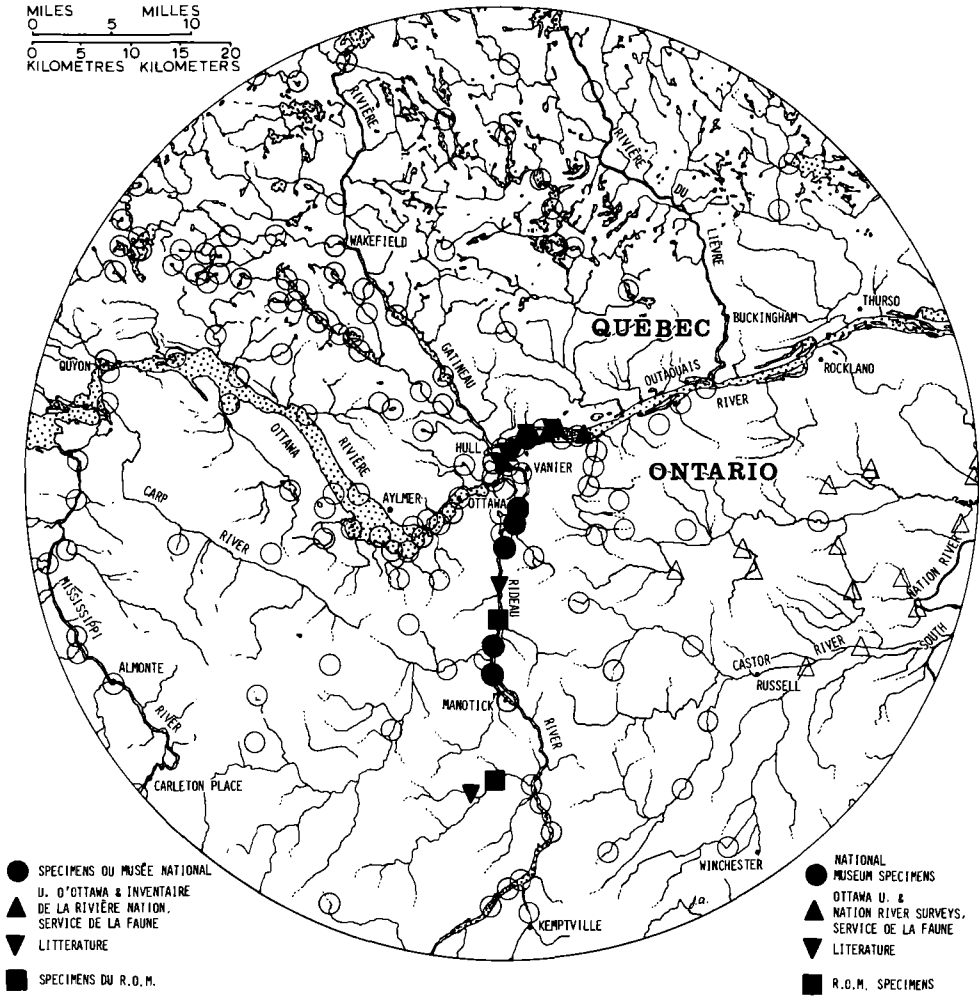 MILES MILLES
0 5 10
0 5 10 15 20
KILOMÈTRES KILOMETERS
RIVIÈRE
GATINEAU
RIVIÈRE
DU
LIÈVRE
WAKEFIELD
QUÉBEC
BUCKINGHAM
THURSO
ROCKLAND
OUTAOUAIS
RIVER
QUYON
OTTAWA
RIVIÈRE
HULL
VANIER
ONTARIO
AYLMER
OTTAWA
CARP
RIVER
MISSISSIPPI
RIVER
ALMONTE
CARLETON PLACE
RIDEAU
RIVER
MANOTICK
NATION RIVER
SOUTH
CASTOR
RIVER
RUSSELL
WINCHESTER
KEMPTVILLE
j.a.
SPECIMENS DU MUSÉE NATIONAL
U. D'OTTAWA & INVENTAIRE
DE LA RIVIÈRE NATION,
SERVICE DE LA FAUNE
LITTERATURE
SPECIMENS DU R.O.M.
NATIONAL
MUSEUM SPECIMENS
OTTAWA U. &
NATION RIVER SURVEYS,
SERVICE DE LA FAUNE
LITERATURE
R.O.M. SPECIMENS